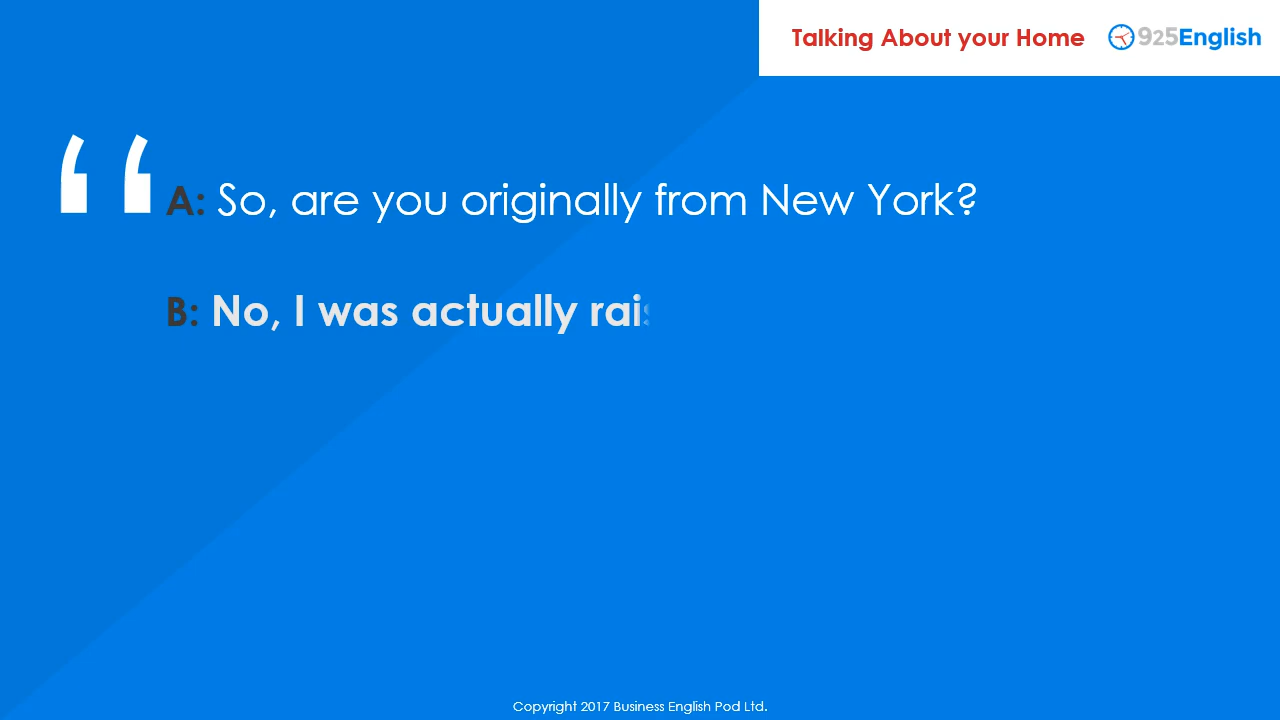 Talking About your Home
925English
A: So, are you originally from New York?
B: No, I was actually rai
Copyright 2017 Business English Pod Ltd.